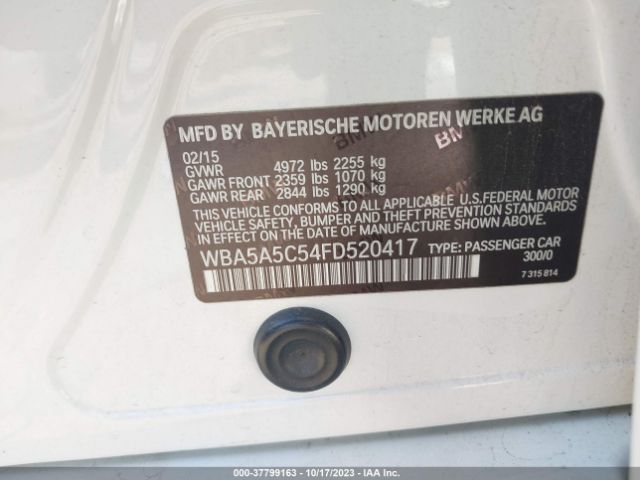 MFD BY BAYERISCHE MOTOREN WERKE AG
02/15
GVWR 4972 lbs 2255 kg
GAWR FRONT 2359 lbs 1070 kg
GAWR REAR 2844 lbs 1290 kg
THIS VEHICLE CONFORMS TO ALL APPLICABLE U.S.FEDERAL MOTOR
VEHICLE SAFETY, BUMPER AND THEFT PREVENTION STANDARDS
IN EFFECT ON THE DATE OF MANUFACTURE SHOWN ABOVE.
WBA5A5C54FD520417 TYPE: PASSENGER CAR
300/0
7 315 814
000-37799163 - 10/17/2023 - IAA Inc.